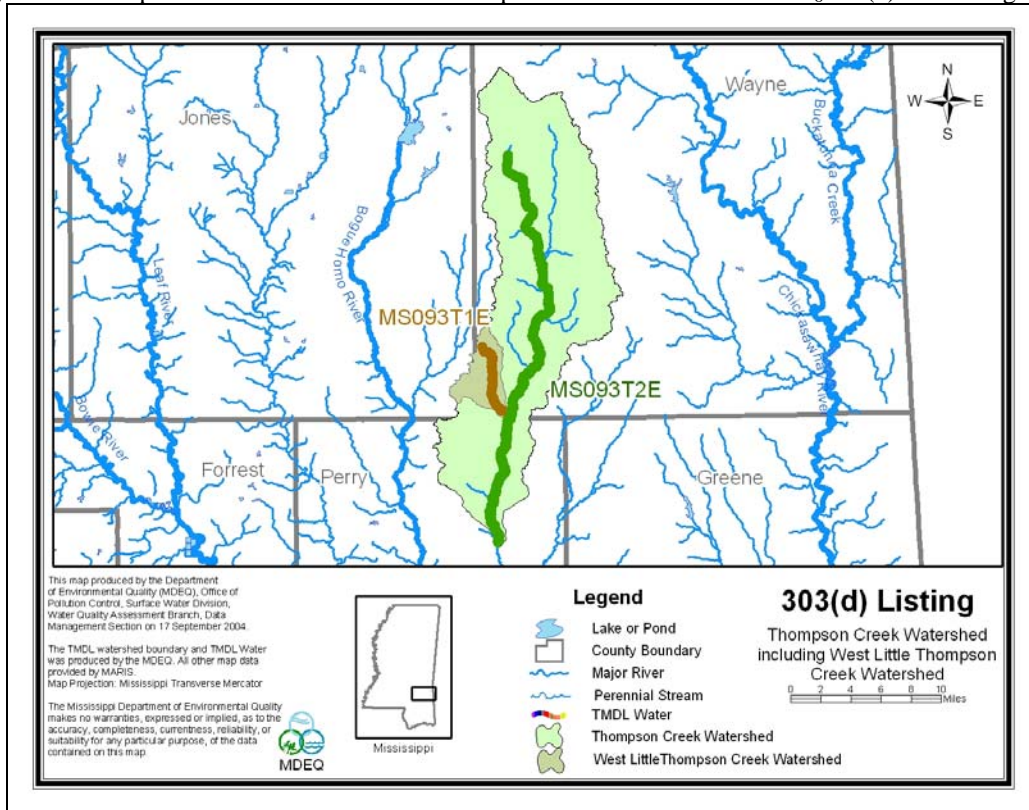 Jones
Wayne
N
W E
S
Buckatunna Creek
Bogue Homo River
Leaf River
MS093T1E
Chickasawhay River
MS093T2E
Bowie River
Forrest
Perry
Greene
This map produced by the Department
of Environmental Quality (MDEQ), Office of
Pollution Control, Surface Water Division,
Water Quality Assessment Branch, Data
Management Section on 17 September 2004.
The TMDL watershed boundary and TMDL Water
was produced by the MDEQ. All other map data
provided by MARIS.
Map Projection: Mississippi Transverse Mercator
The Mississippi Department of Environmental Quality
makes no warranties, expressed or implied, as to the
accuracy, completeness, currentness, reliability, or
suitability for any particular purpose, of the data
contained on this map.
MDEQ
Mississippi
Legend
Lake or Pond
County Boundary
Major River
Perennial Stream
TMDL Water
Thompson Creek Watershed
West LittleThompson Creek Watershed
303(d) Listing
Thompson Creek Watershed
including West Little Thompson
Creek Watershed
0 2 4 6 8 10
Miles